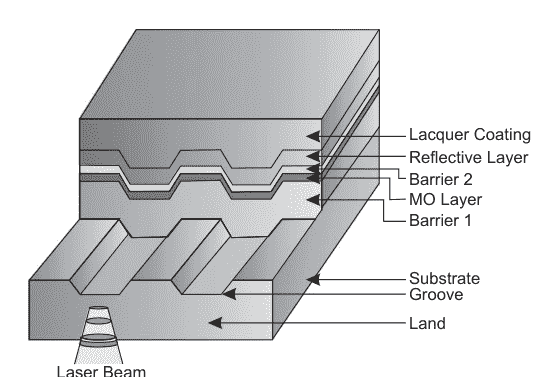 Lacquer Coating
Reflective Layer
Barrier 2
MO Layer
Barrier 1
Substrate
Groove
Land
Laser Beam